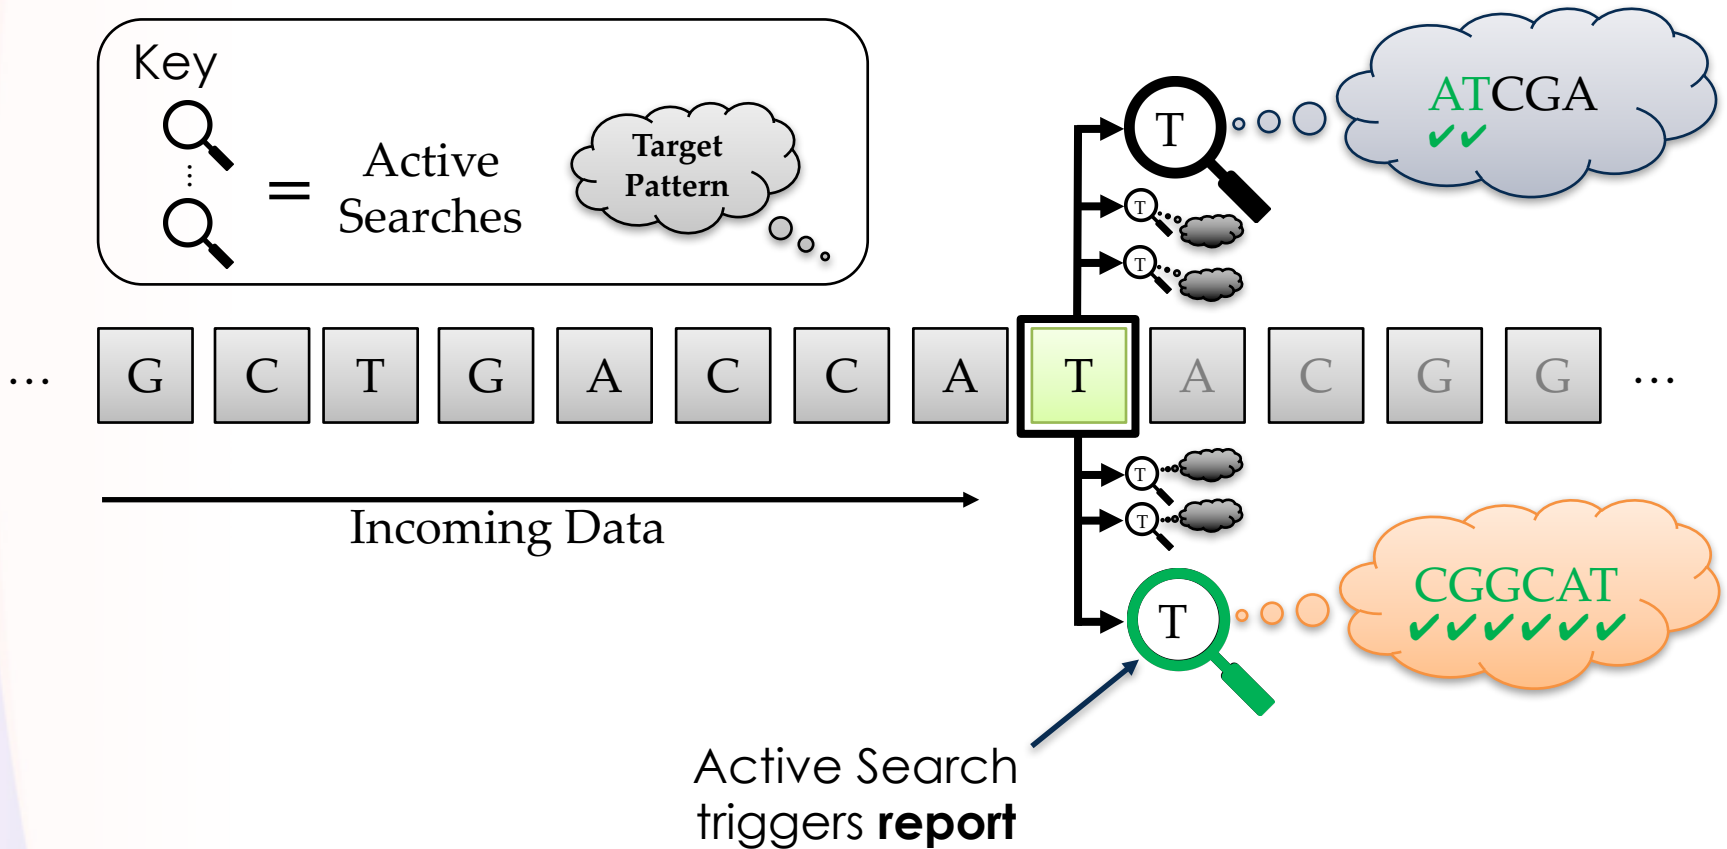 Key
⋮
=
Active
Searches
Target
Pattern
T
ATCGA
✔✔
T
T
... G C T G A C C A T A C G G ...
Incoming Data
T
T
T
CGGCAT
✔✔✔✔✔✔
Active Search
triggers report